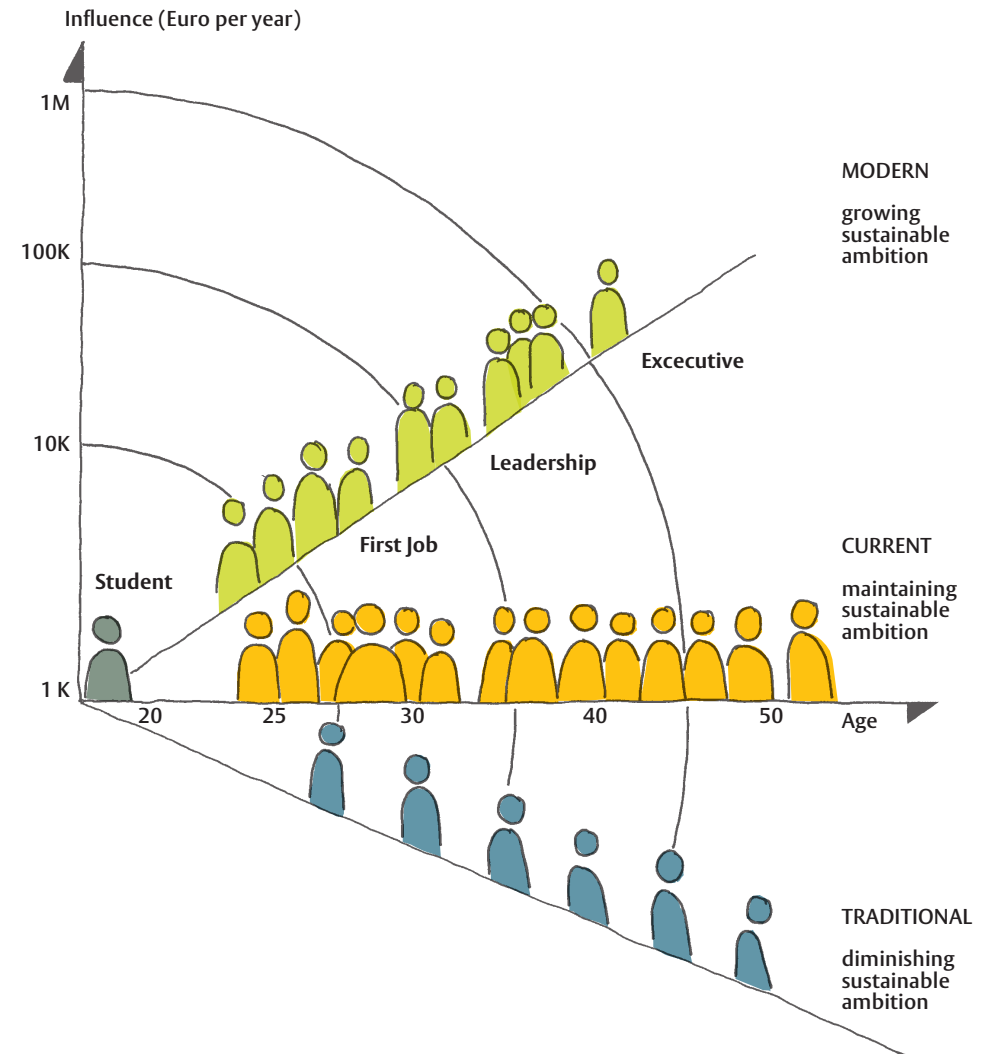 Influence (Euro per year)
1M
MODERN
growing
sustainable
ambition
100K
Excecutive
10K
Leadership
First Job
CURRENT
maintaining
sustainable
ambition
Student
1 K
20
25
30
40
50
Age
TRADITIONAL
diminishing
sustainable
ambition